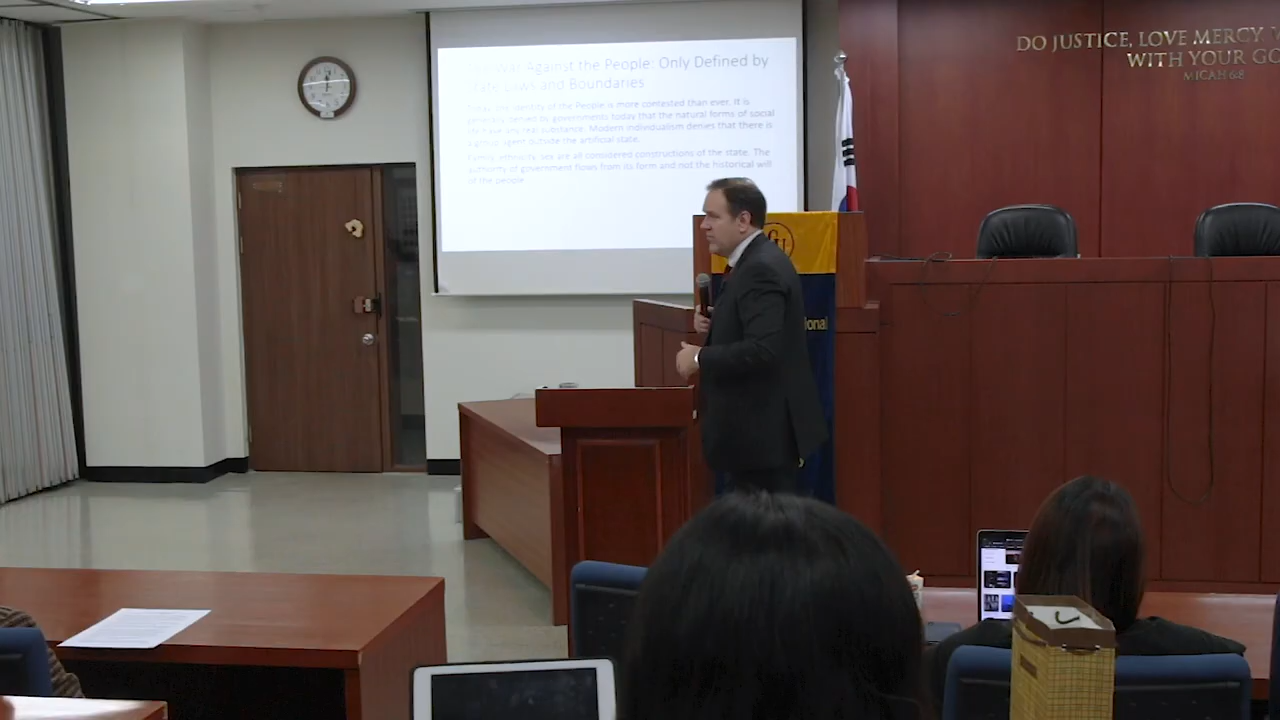 War Against the People: Only Defined by
State Laws and Boundaries
Today the identity of the People is more contested than ever. It is
generally denied by governments today that the natural forms of social
life have any real substance. Modern individualism denies that there is
a group agent outside the artificial state.
Family, ethnicity, sex are all considered constructions of the state. The
authority of government flows from its form and not the historical will
of the people
DO JUSTICE, LOVE MERCY,
WITH YOUR GO
MICAH 6:8
ional